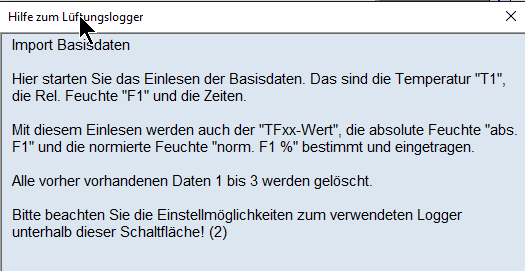 Hilfe zum Lüftungslogger
Import Basisdaten
Hier starten Sie das Einlesen der Basisdaten. Das sind die Temperatur "T1",
die Rel. Feuchte "F1" und die Zeiten.
Mit diesem Einlesen werden auch der "TFxx-Wert", die absolute Feuchte "abs.
F1" und die normierte Feuchte "norm. F1 %" bestimmt und eingetragen.
Alle vorher vorhandenen Daten 1 bis 3 werden gelöscht.
Bitte beachten Sie die Einstellmöglichkeiten zum verwendeten Logger
unterhalb dieser Schaltfläche! (2)